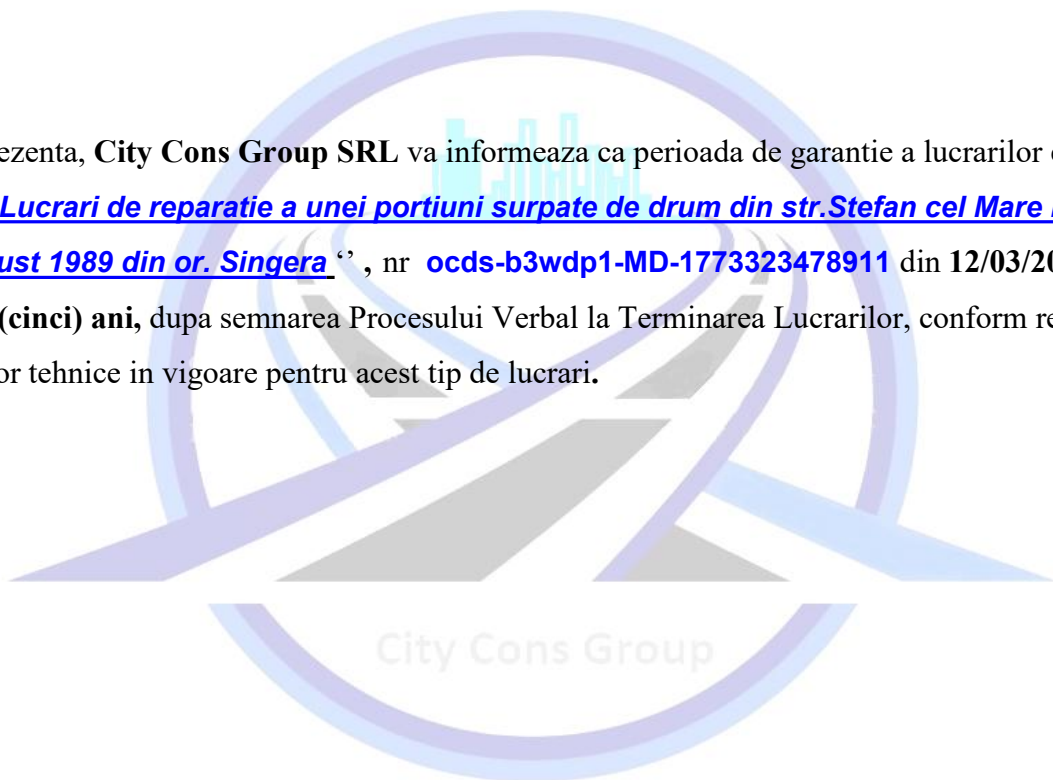 ezenta, City Cons Group SRL va informeaza ca perioada de garantie a lucrarilor
Lucrari de reparatie a unei portiuni surpate de drum din str.Stefan cel Mare
ust 1989 din or. Singera ‘’ , nr ocds-b3wdp1-MD-1773323478911 din 12/03/20
(cinci) ani, dupa semnarea Procesului Verbal la Terminarea Lucrarilor, conform re
or tehnice in vigoare pentru acest tip de lucrari.
City Cons Group